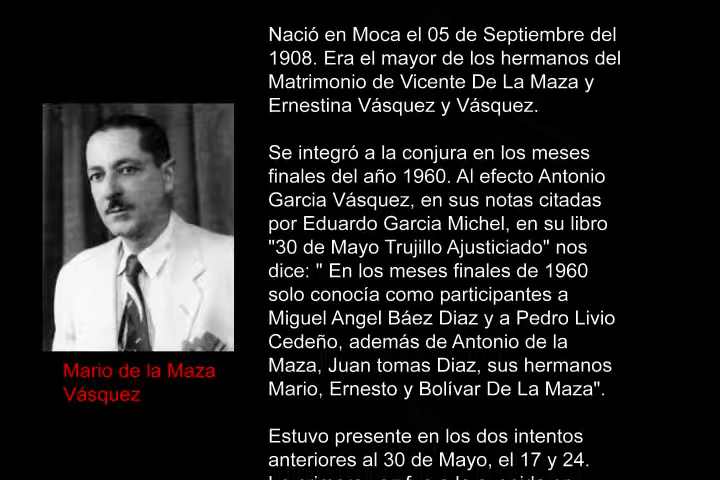 Nació en Moca el 05 de Septiembre del
1908. Era el mayor de los hermanos del
Matrimonio de Vicente De La Maza y
Ernestina Vásquez y Vásquez.
Se integró a la conjura en los meses
finales del año 1960. Al efecto Antonio
Garcia Vásquez, en sus notas citadas
por Eduardo Garcia Michel, en su libro
"30 de Mayo Trujillo Ajusticiado" nos
dice: " En los meses finales de 1960
solo conocía como participantes a
Miguel Angel Báez Diaz y a Pedro Livio
Cedeño, además de Antonio de la
Maza, Juan tomas Diaz, sus hermanos
Mario, Ernesto y Bolívar De La Maza".
Estuvo presente en los dos intentos
anteriores al 30 de Mayo, el 17 y 24.
Mario de la Maza
Vásquez